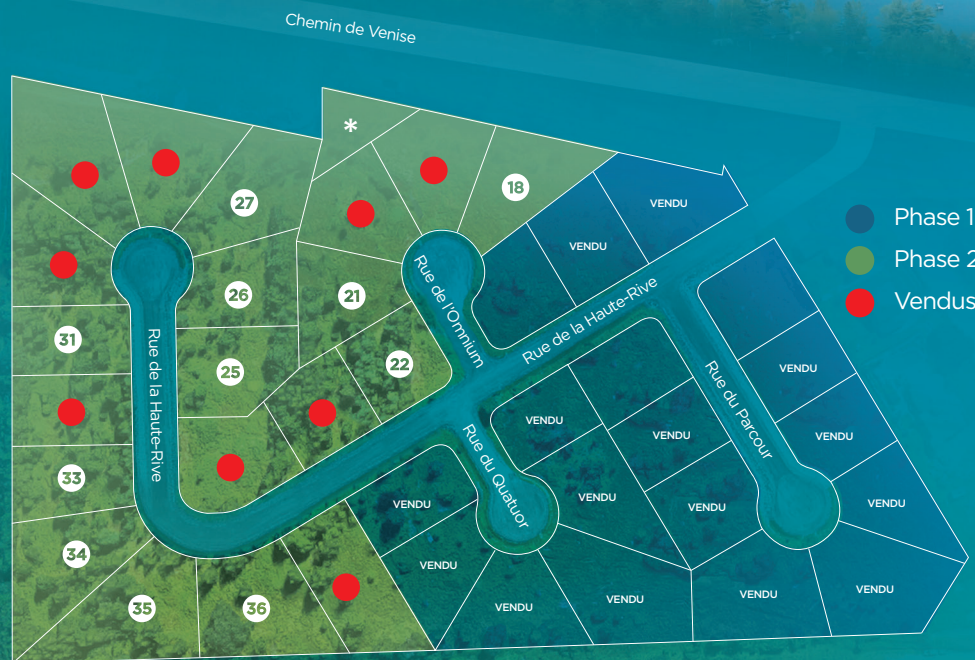 Chemin de Venise
*
18
27
VENDU
Phase 1
VENDU
Phase 2
26
21
Vendus
Rue de l'Omnium
Rue de la Haute-Rive
31
Rue de la Haute-Rive
25
22
VENDU
Rue du Parcour
VENDU
VENDU
VENDU
33
Rue du Quatuor
VENDU
VENDU
VENDU
VENDU
34
VENDU
35
36
VENDU
VENDU
VENDU
VENDU